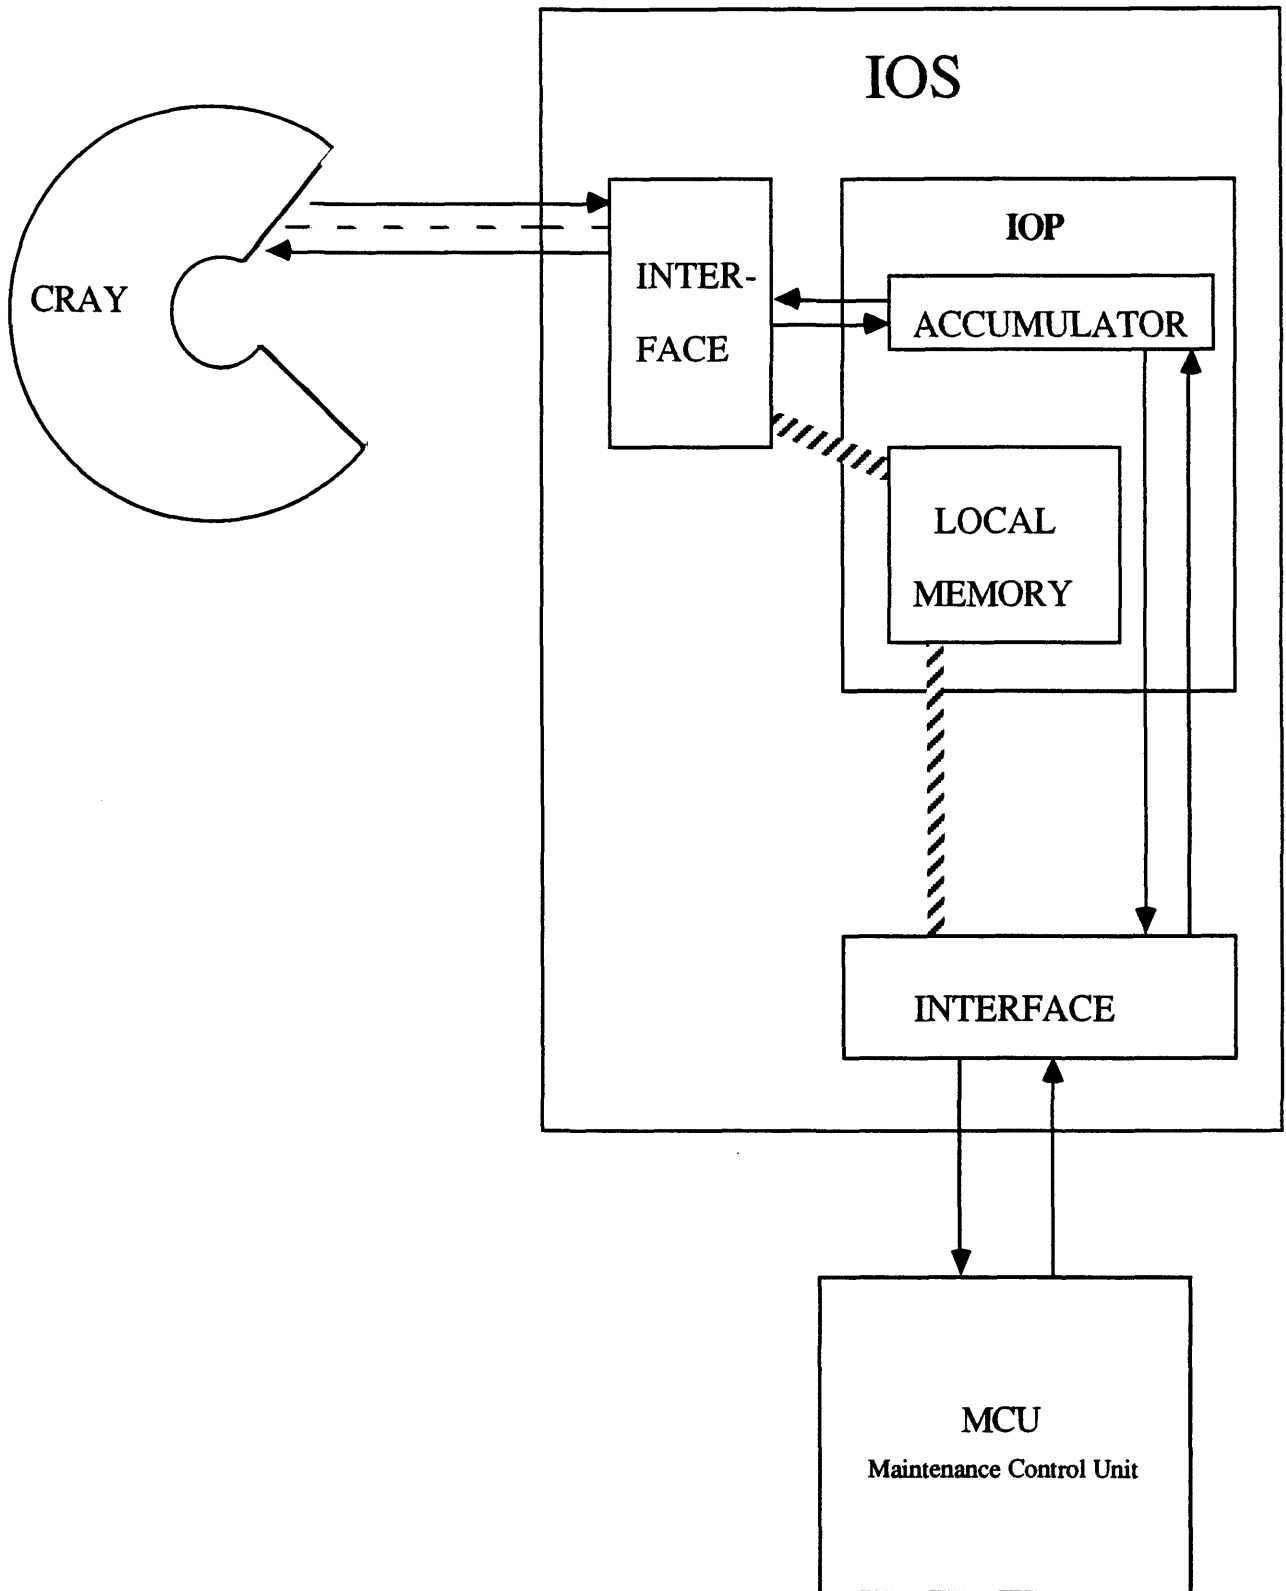 IOS
IOP
CRAY
INTER-
FACE
ACCUMULATOR
LOCAL
MEMORY
INTERFACE
MCU
Maintenance Control Unit